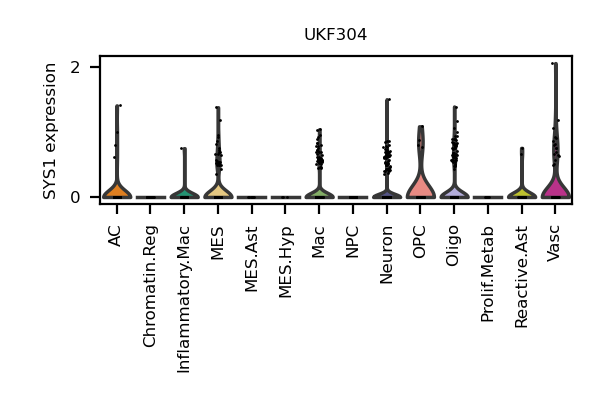 UKF304
SYS1 expression
2
0
AC
Chromatin.Reg
Inflammatory.Mac
MES
MES.Ast
MES.Hyp
Mac
NPC
Neuron
OPC
Oligo
Prolif.Metab
Reactive.Ast
Vasc